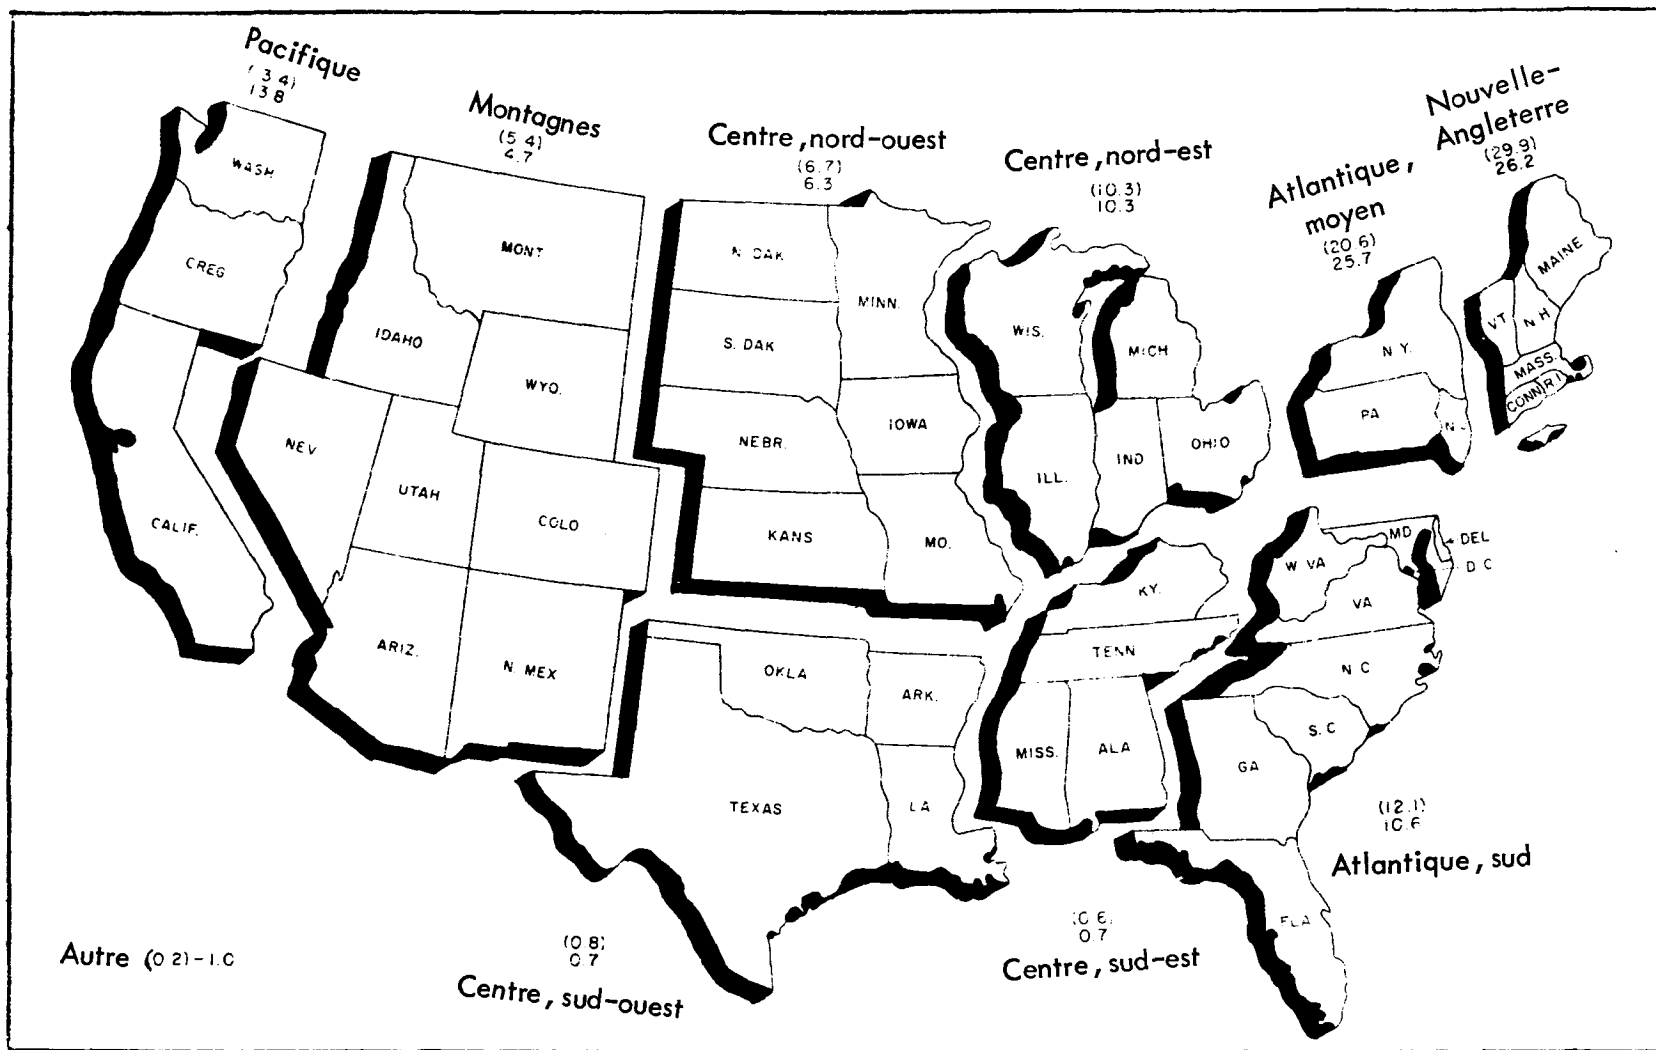 Pacifique
(3 4)
13 8
Montagnes
(5 4)
4.7
Centre, nord-ouest
(6.7)
6.3
Centre, nord-est
(10.3)
10.3
Atlantique,
moyen
(20 6)
25.7
Nouvelle-
Angleterre
(29.9)
26.2
WASH
OREG
CALIF.
IDAHO
MONT
WYO.
NEV
UTAH
COLO
ARIZ.
N. MEX
N. DAK
S. DAK
NEBR.
KANS
MINN.
IOWA
MO.
WIS.
MICH
ILL.
IND
OHIO
N Y.
PA
N J
MAINE
VT.
N H
MASS.
CONN
R I
OKLA
ARK.
TEXAS
LA
KY.
TENN
MISS.
ALA
W VA
MD
DEL
D C
VA
N C
S. C
GA
FLA
(12.1)
10.6
Atlantique, sud
(0 6)
0.7
Centre, sud-est
(0.8)
0.7
Centre, sud-ouest
Autre (0 2)-1.0